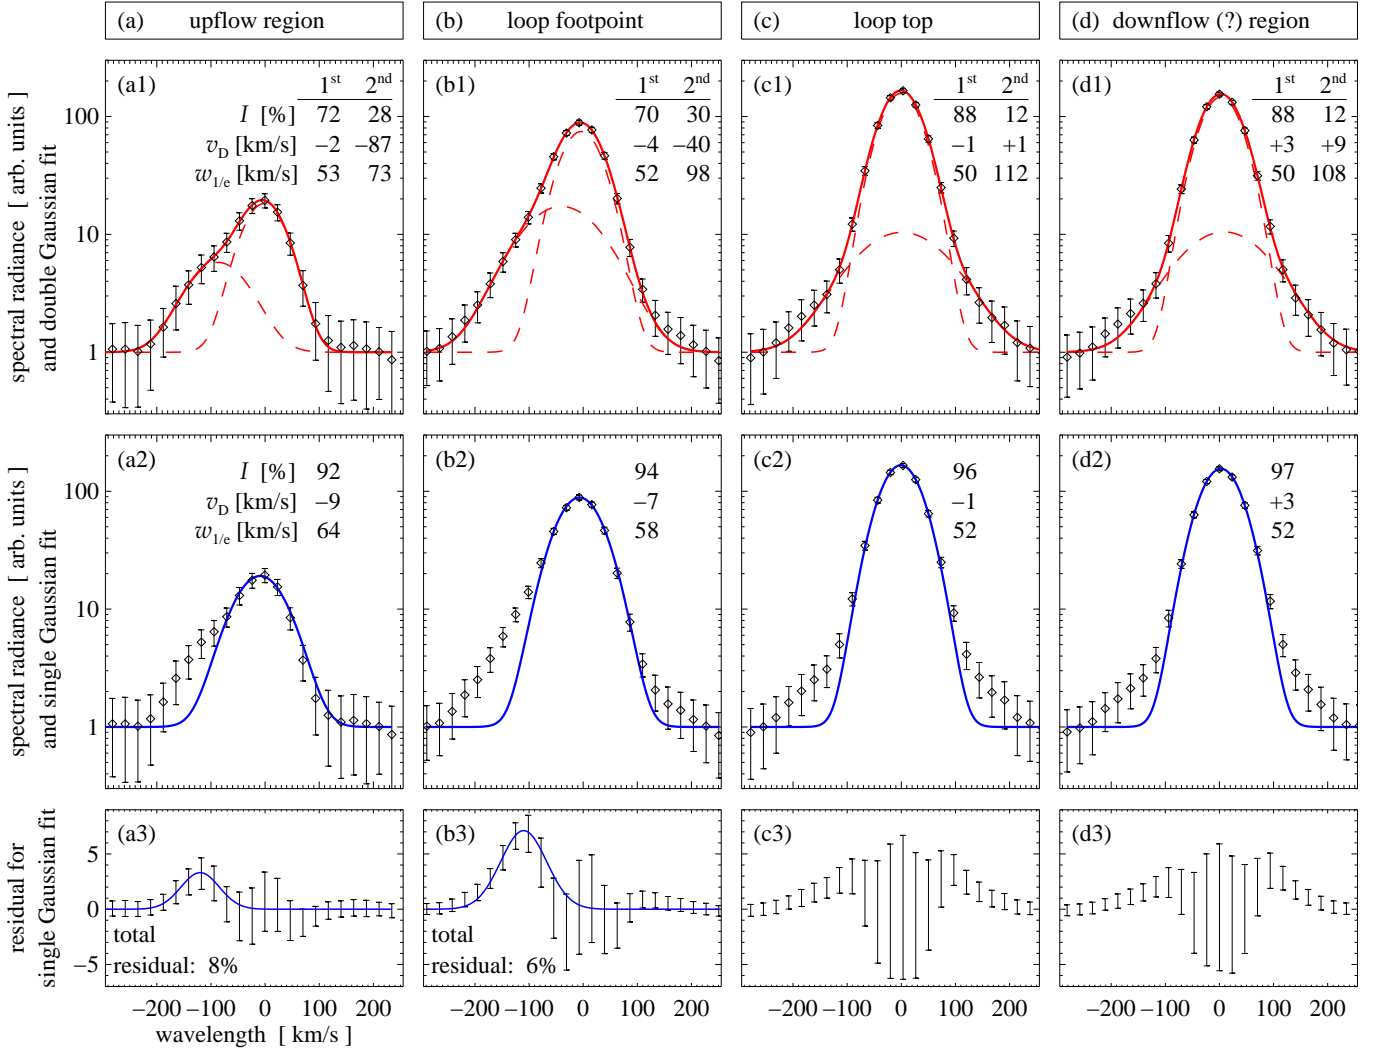 (a) upflow region
(b) loop footpoint
(c) loop top
(d) downflow (?) region
spectral radiance [ arb. units ]
and double Gaussian fit
100
10
1
(a1)
1st 2nd
I [%] 72 28
vD [km/s] −2 −87
w1/e [km/s] 53 73
(b1)
1st 2nd
70 30
−4 −40
52 98
(c1)
1st 2nd
88 12
−1 +1
50 112
(d1)
1st 2nd
88 12
+3 +9
50 108
spectral radiance [ arb. units ]
and single Gaussian fit
100
10
1
(a2)
I [%] 92
vD [km/s] −9
w1/e [km/s] 64
(b2)
94
−7
58
(c2)
96
−1
52
(d2)
97
+3
52
residual for
single Gaussian fit
5
0
−5
(a3)
total
residual: 8%
(b3)
total
residual: 6%
(c3)
(d3)
−200 −100 0 100 200
−200 −100 0 100 200
−200 −100 0 100 200
−200 −100 0 100 200
wavelength [ km/s ]